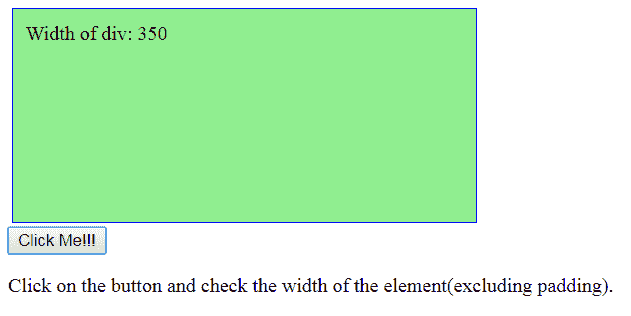 Width of div: 350
Click Me!!!
Click on the button and check the width of the element(excluding padding).